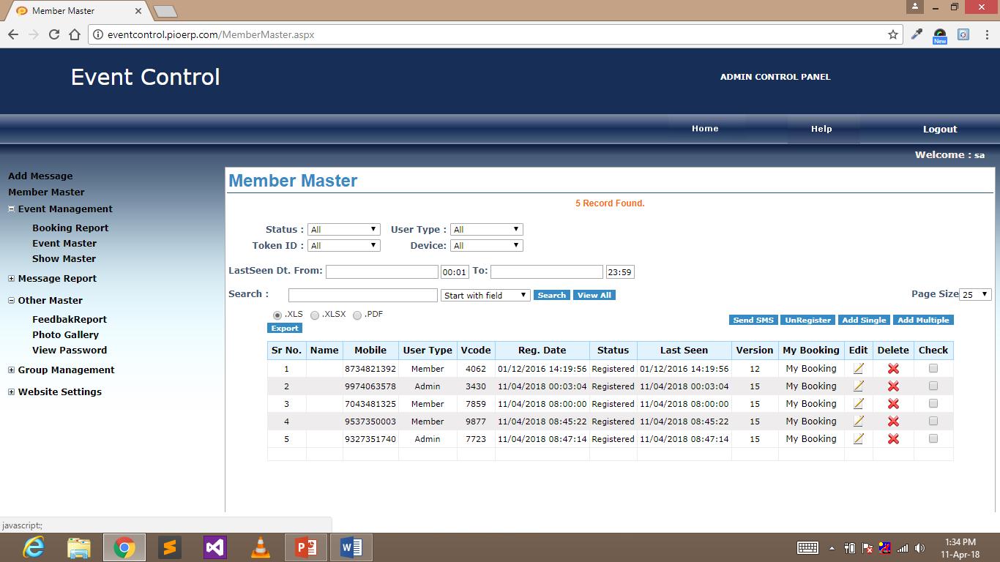 Member Master
eventcontrol.pioerp.com/MemberMaster.aspx
New
Event Control
ADMIN CONTROL PANEL
Home Help Logout
Welcome : sa
Add Message
Member Master
Event Management
Booking Report
Event Master
Show Master
Message Report
Other Master
FeedbakReport
Photo Gallery
View Password
Group Management
Website Settings
Member Master
5 Record Found.
Status : All User Type : All
Token ID : All Device: All
LastSeen Dt. From: 00:01 To: 23:59
Search : Start with field Search View All Page Size 25
.XLS .XLSX .PDF
Export Send SMS UnRegister Add Single Add Multiple
Sr No. Name Mobile User Type Vcode Reg. Date Status Last Seen Version My Booking Edit Delete Check
1 8734821392 Member 4062 01/12/2016 14:19:56 Registered 01/12/2016 14:19:56 12 My Booking
2 9974063578 Admin 3430 11/04/2018 00:03:04 Registered 11/04/2018 00:03:04 15 My Booking
3 7043481325 Member 7859 11/04/2018 08:00:00 Registered 11/04/2018 08:00:00 15 My Booking
4 9537350003 Member 9877 11/04/2018 08:45:22 Registered 11/04/2018 08:45:22 15 My Booking
5 9327351740 Admin 7723 11/04/2018 08:47:14 Registered 11/04/2018 08:47:14 15 My Booking
javascript:;
1:34 PM
11-Apr-18